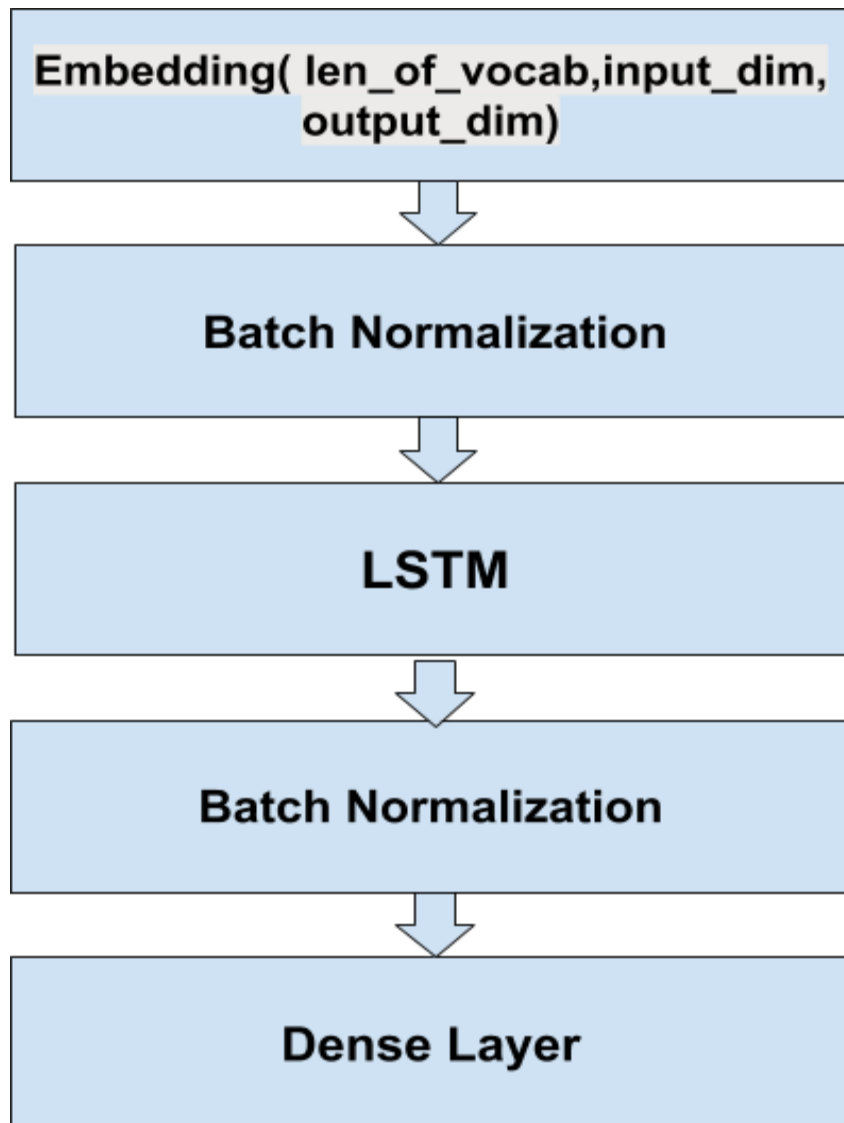 Embedding( len_of_vocab,input_dim,
output_dim)
Batch Normalization
LSTM
Batch Normalization
Dense Layer